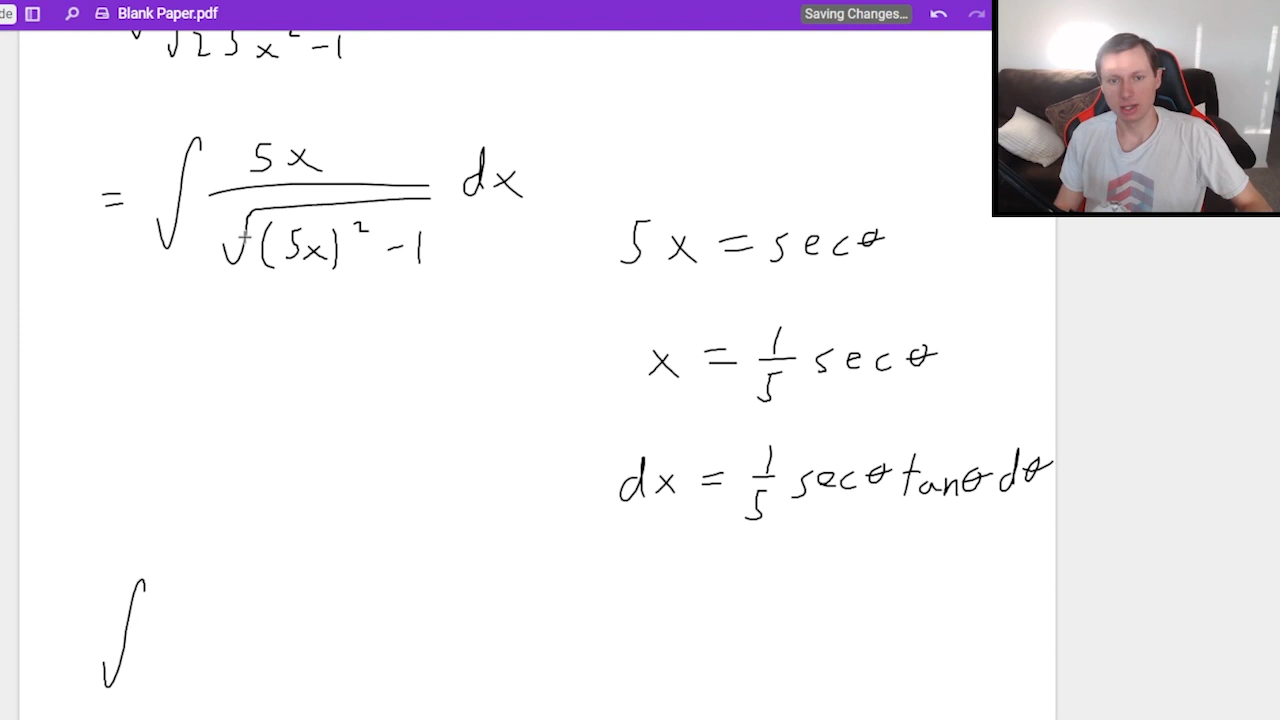 de
Blank Paper.pdf
Saving Changes...
√25x² -1
= ∫ 5x / √(5x)² -1 dx
5x = secθ
x = 1/5 secθ
dx = 1/5 secθ tanθ dθ
∫